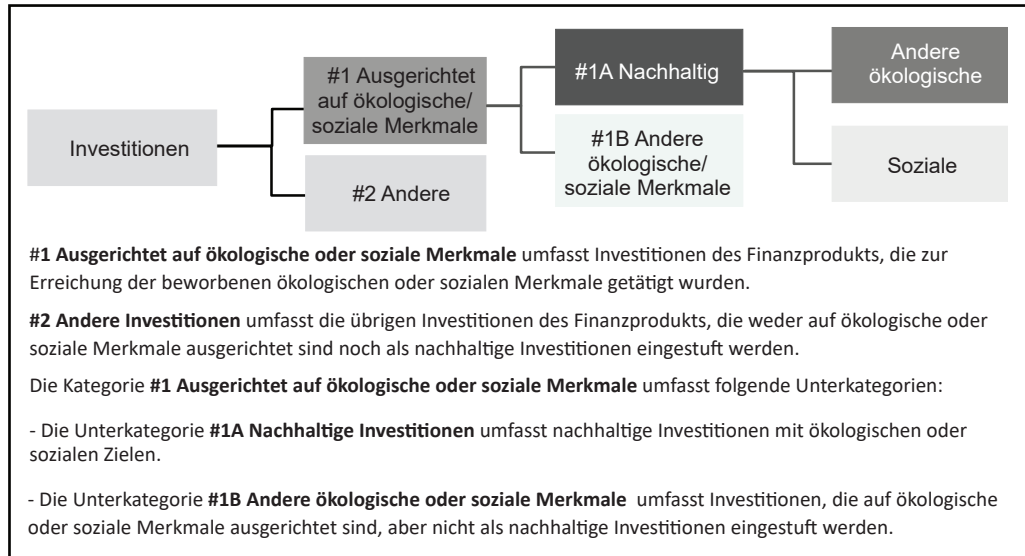 Investitionen
#1 Ausgerichtet
auf ökologische/
soziale Merkmale
#2 Andere
#1A Nachhaltig
#1B Andere
ökologische/
soziale Merkmale
Andere
ökologische
Soziale
#1 Ausgerichtet auf ökologische oder soziale Merkmale umfasst Investitionen des Finanzprodukts, die zur
Erreichung der beworbenen ökologischen oder sozialen Merkmale getätigt wurden.
#2 Andere Investitionen umfasst die übrigen Investitionen des Finanzprodukts, die weder auf ökologische oder
soziale Merkmale ausgerichtet sind noch als nachhaltige Investitionen eingestuft werden.
Die Kategorie #1 Ausgerichtet auf ökologische oder soziale Merkmale umfasst folgende Unterkategorien:
- Die Unterkategorie #1A Nachhaltige Investitionen umfasst nachhaltige Investitionen mit ökologischen oder
sozialen Zielen.
- Die Unterkategorie #1B Andere ökologische oder soziale Merkmale umfasst Investitionen, die auf ökologische
oder soziale Merkmale ausgerichtet sind, aber nicht als nachhaltige Investitionen eingestuft werden.